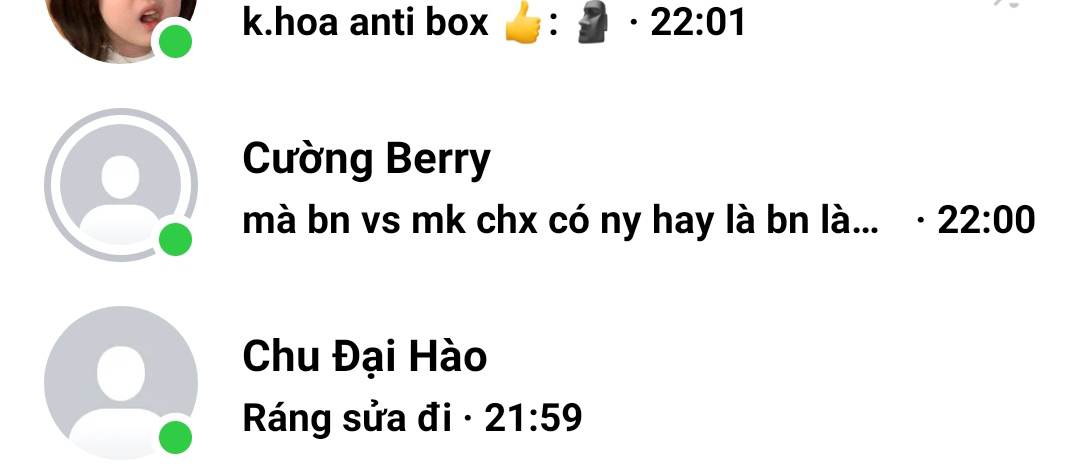 k.hoa anti box 👍: 🗿 · 22:01
Cường Berry
mà bn vs mk chx có ny hay là bn là... · 22:00
Chu Đại Hào
Ráng sửa đi · 21:59